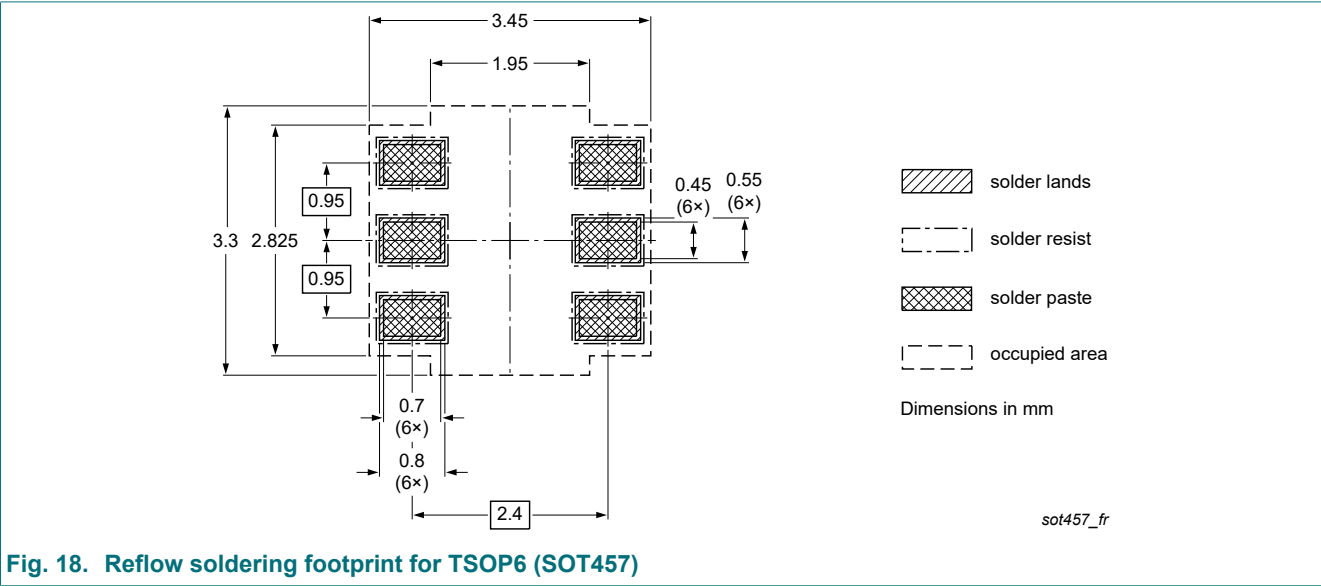 3.45
1.95
0.95
3.3
2.825
0.95
0.45
(6×)
0.55
(6×)
0.7
(6×)
0.8
(6×)
2.4
solder lands
solder resist
solder paste
occupied area
Dimensions in mm
sot457_fr
Fig. 18. Reflow soldering footprint for TSOP6 (SOT457)